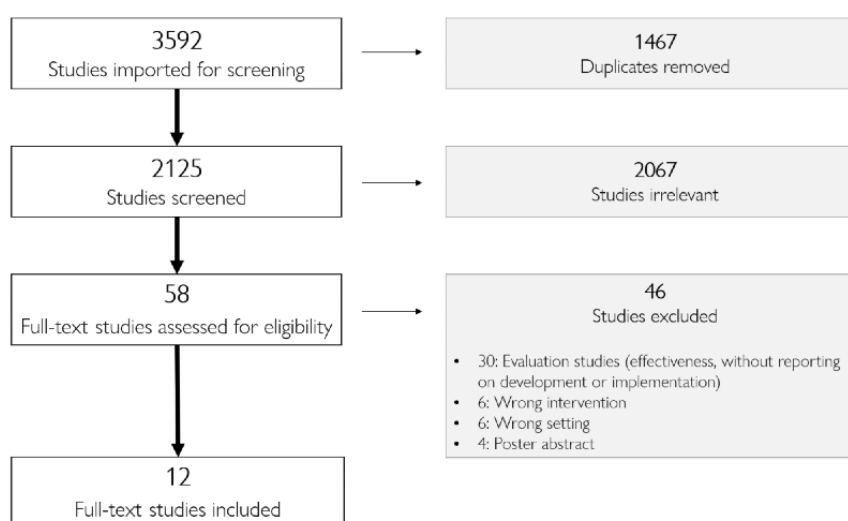 3592
Studies imported for screening
1467
Duplicates removed
2125
Studies screened
2067
Studies irrelevant
58
Full-text studies assessed for eligibility
46
Studies excluded
• 30: Evaluation studies (effectiveness, without reporting
on development or implementation)
• 6: Wrong intervention
• 6: Wrong setting
• 4: Poster abstract
12
Full-text studies included